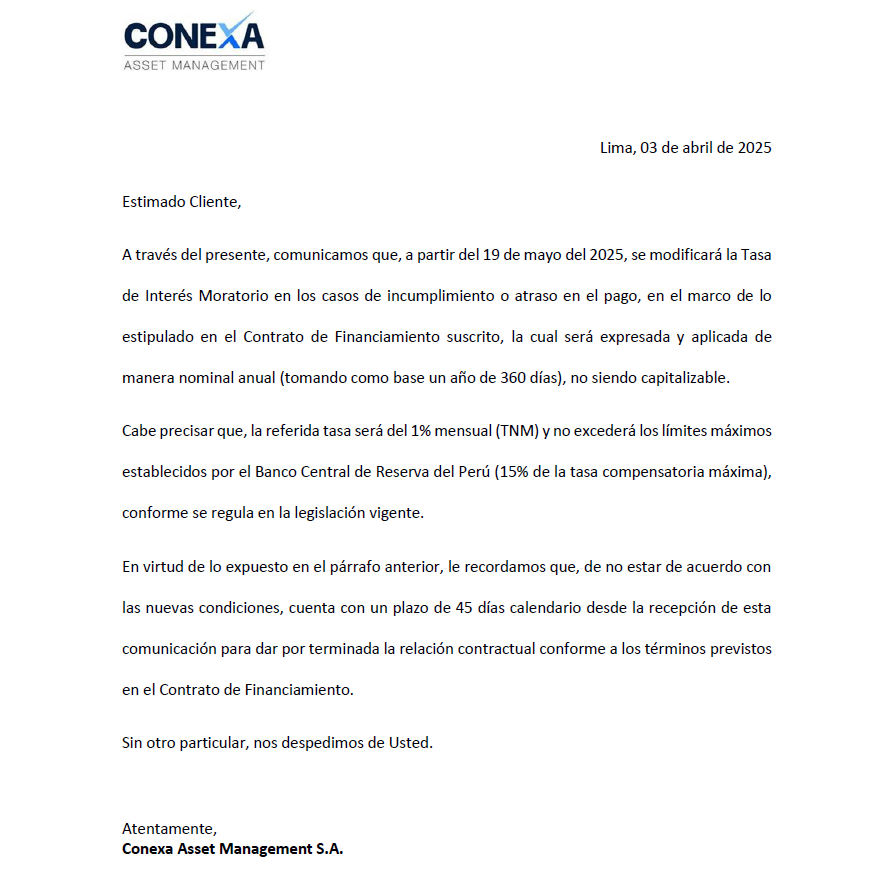 CONEXA
ASSET MANAGEMENT
Lima, 03 de abril de 2025
Estimado Cliente,
A través del presente, comunicamos que, a partir del 19 de mayo del 2025, se modificará la Tasa
de Interés Moratorio en los casos de incumplimiento o atraso en el pago, en el marco de lo
estipulado en el Contrato de Financiamiento suscrito, la cual será expresada y aplicada de
manera nominal anual (tomando como base un año de 360 días), no siendo capitalizable.
Cabe precisar que, la referida tasa será del 1% mensual (TNM) y no excederá los límites máximos
establecidos por el Banco Central de Reserva del Perú (15% de la tasa compensatoria máxima),
conforme se regula en la legislación vigente.
En virtud de lo expuesto en el párrafo anterior, le recordamos que, de no estar de acuerdo con
las nuevas condiciones, cuenta con un plazo de 45 días calendario desde la recepción de esta
comunicación para dar por terminada la relación contractual conforme a los términos previstos
en el Contrato de Financiamiento.
Sin otro particular, nos despedimos de Usted.
Atentamente,
Conexa Asset Management S.A.